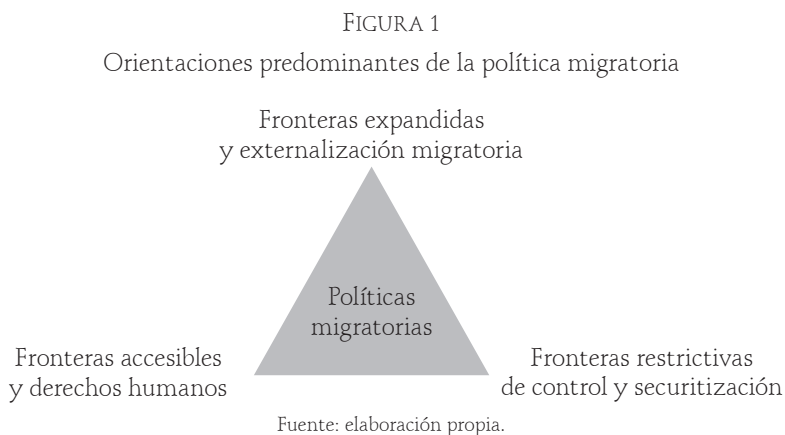 FIGURA 1
Orientaciones predominantes de la política migratoria
Fronteras expandidas
y externalización migratoria
Políticas
migratorias
Fronteras accesibles
y derechos humanos
Fronteras restrictivas
de control y securitización
Fuente: elaboración propia.